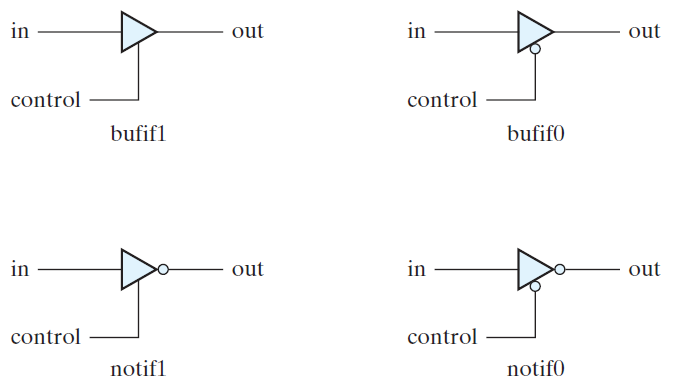 in out
in out
control
control
bufif1
bufif0
in out
in out
control
control
notif1
notif0